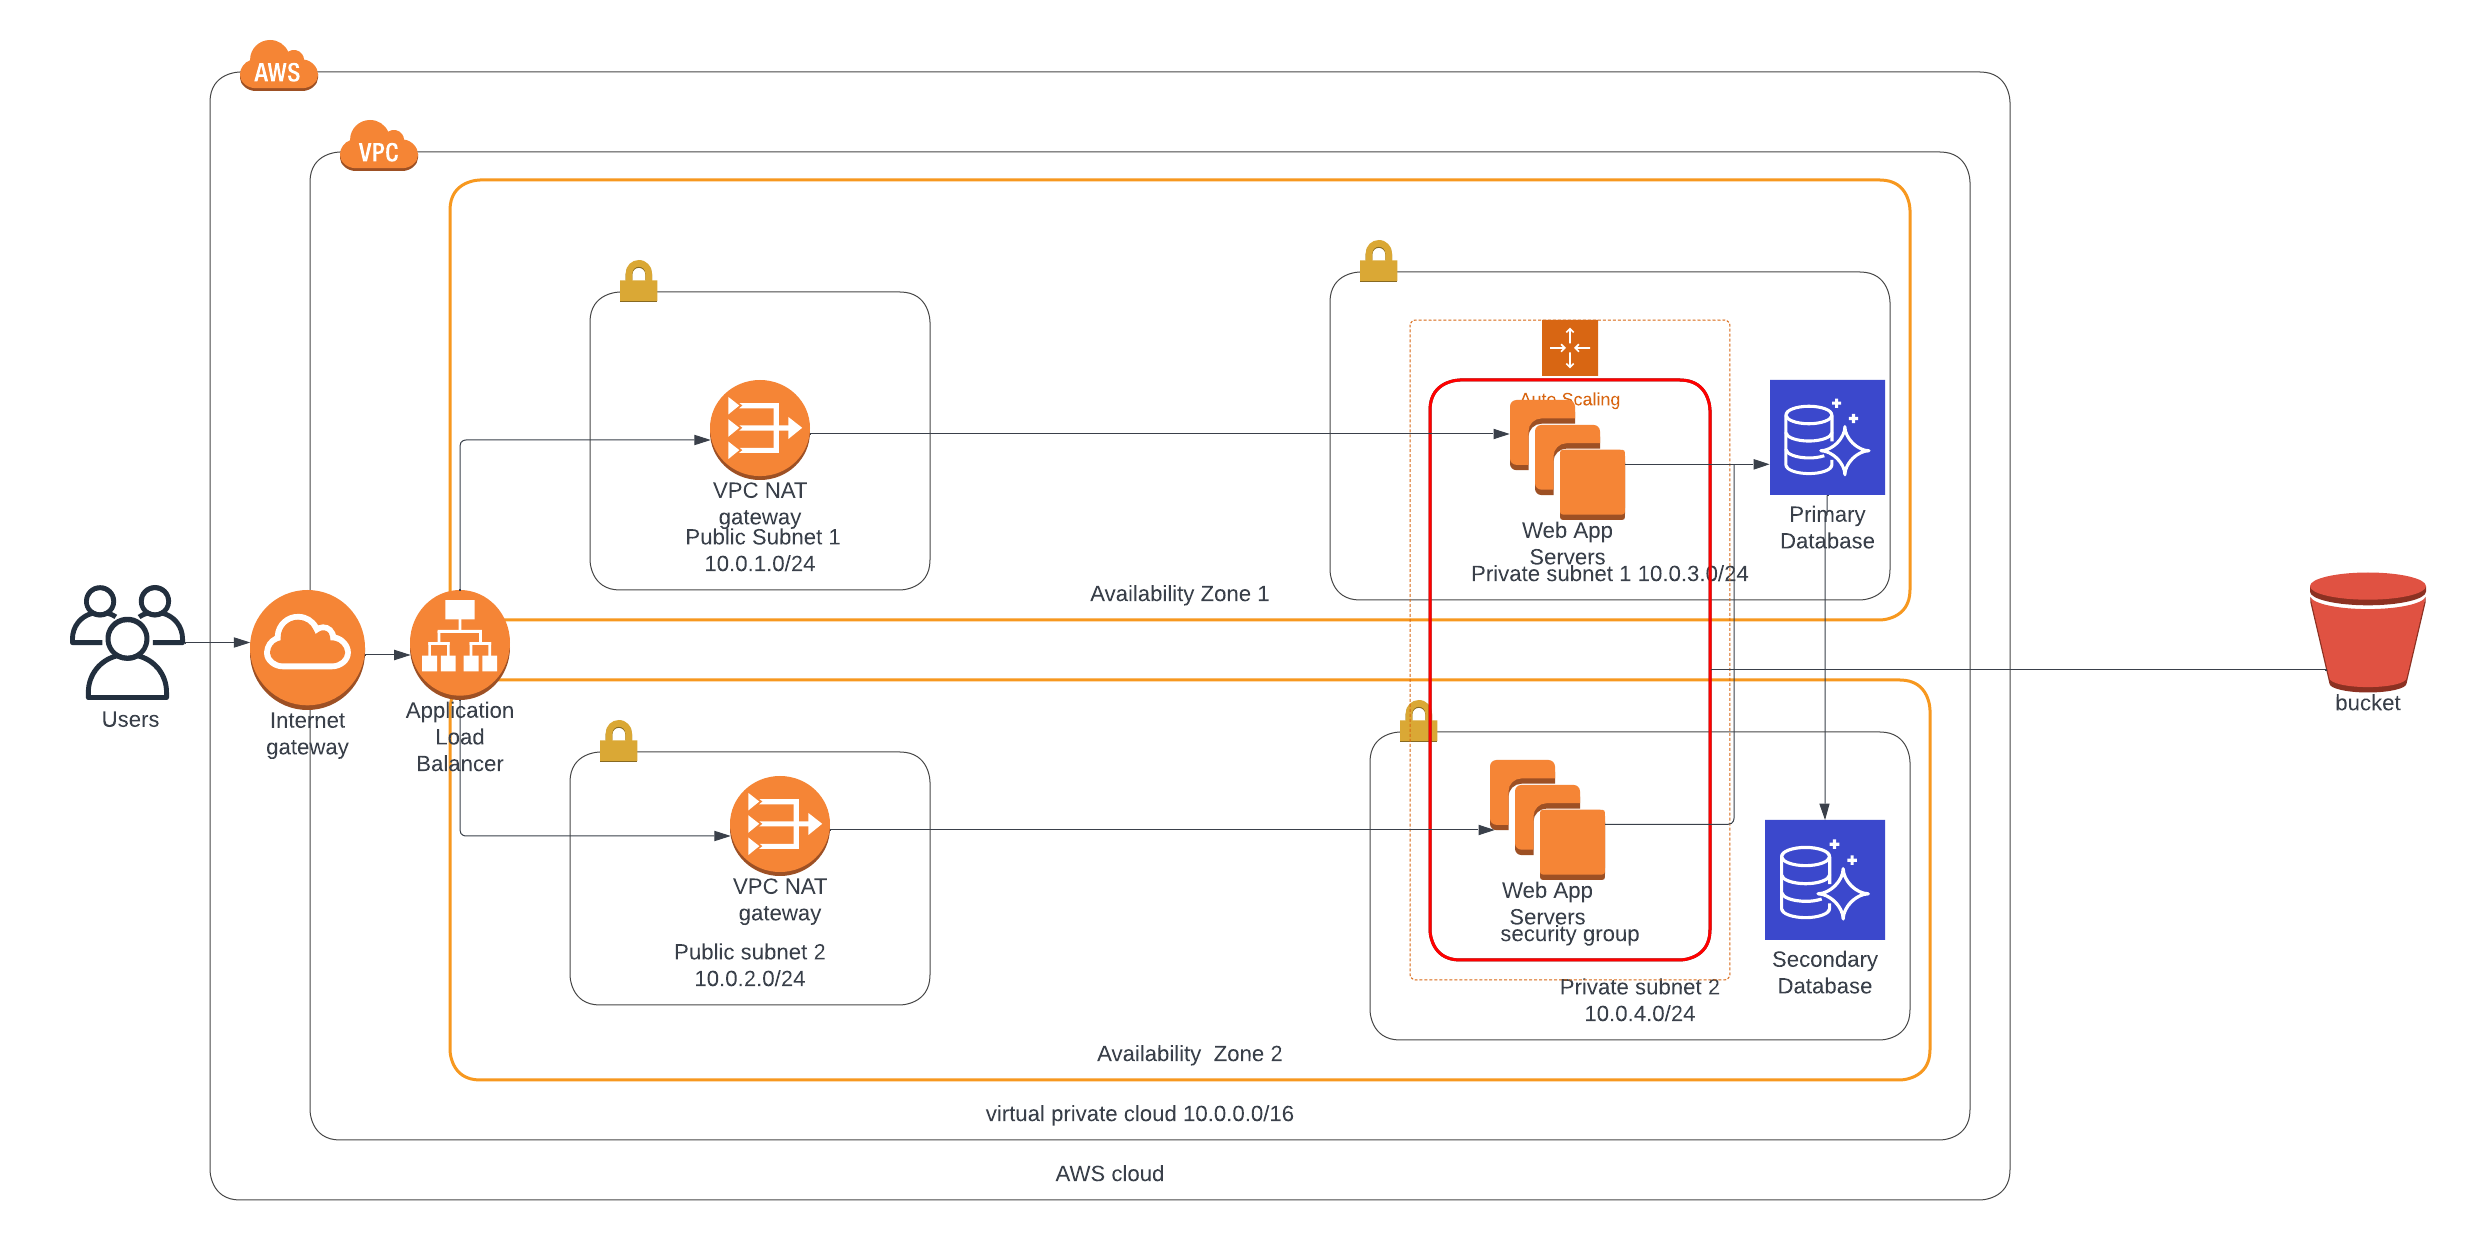 AWS
VPC
Auto Scaling
VPC NAT
gateway
Public Subnet 1
10.0.1.0/24
Web App
Servers
Private subnet 1 10.0.3.0/24
Primary
Database
Availability Zone 1
Users
Internet
gateway
Application
Load
Balancer
bucket
VPC NAT
gateway
Public subnet 2
10.0.2.0/24
Web App
Servers
security group
Private subnet 2
10.0.4.0/24
Secondary
Database
Availability  Zone 2
virtual private cloud 10.0.0.0/16
AWS cloud